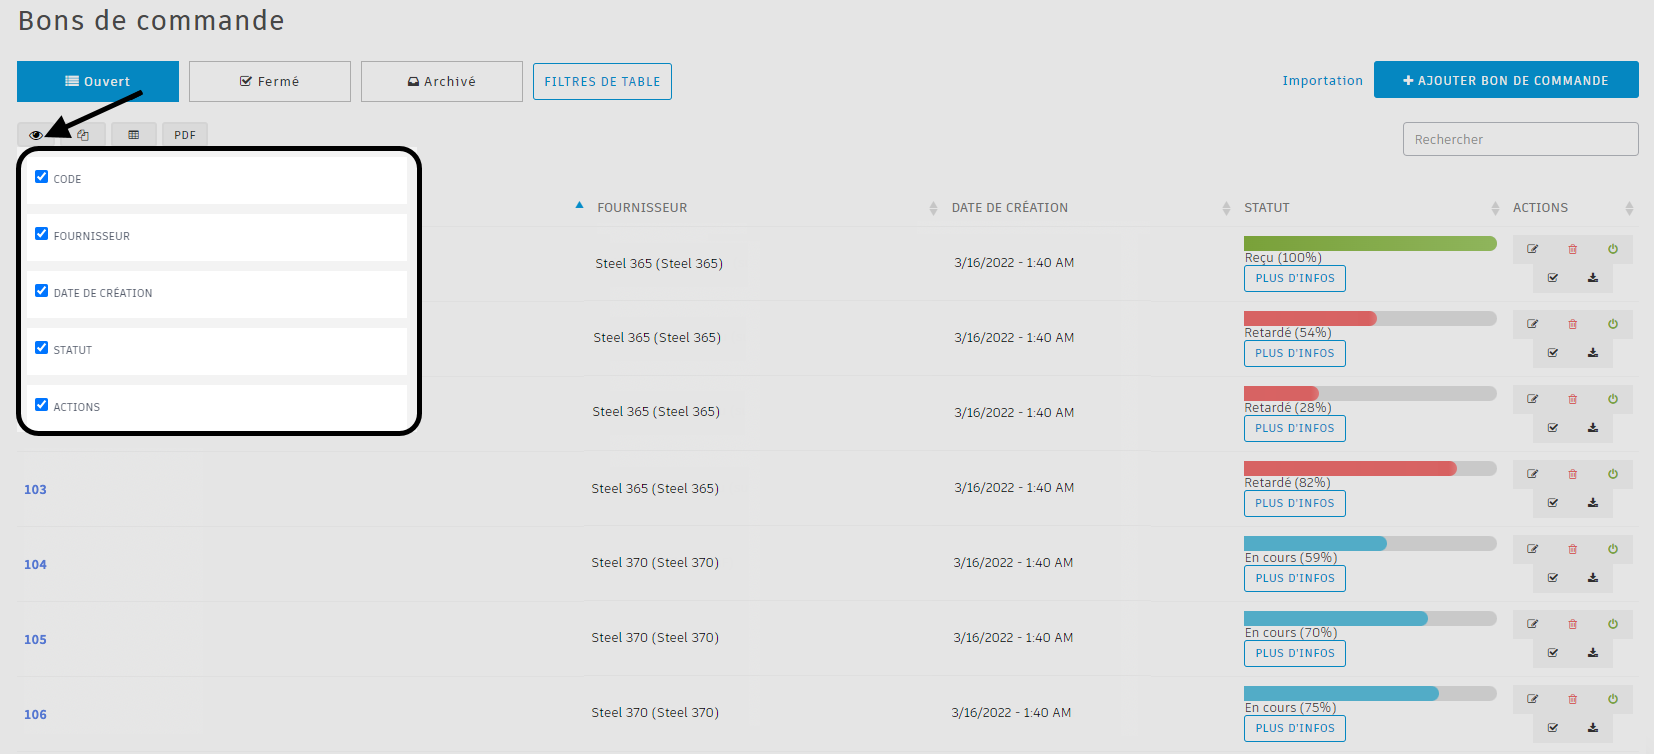 Bons de commande
Ouvert
Fermé
Archivé
FILTRES DE TABLE
Importation
AJOUTER BON DE COMMANDE
PDF
Rechercher
CODE
FOURNISSEUR
DATE DE CRÉATION
STATUT
ACTIONS
FOURNISSEUR DATE DE CRÉATION STATUT ACTIONS
Steel 365 (Steel 365) 3/16/2022 - 1:40 AM Reçu (100%)
PLUS D'INFOS
Steel 365 (Steel 365) 3/16/2022 - 1:40 AM Retardé (54%)
PLUS D'INFOS
Steel 365 (Steel 365) 3/16/2022 - 1:40 AM Retardé (28%)
PLUS D'INFOS
103 Steel 365 (Steel 365) 3/16/2022 - 1:40 AM Retardé (82%)
PLUS D'INFOS
104 Steel 370 (Steel 370) 3/16/2022 - 1:40 AM En cours (59%)
PLUS D'INFOS
105 Steel 370 (Steel 370) 3/16/2022 - 1:40 AM En cours (70%)
PLUS D'INFOS
106 Steel 370 (Steel 370) 3/16/2022 - 1:40 AM En cours (75%)
PLUS D'INFOS